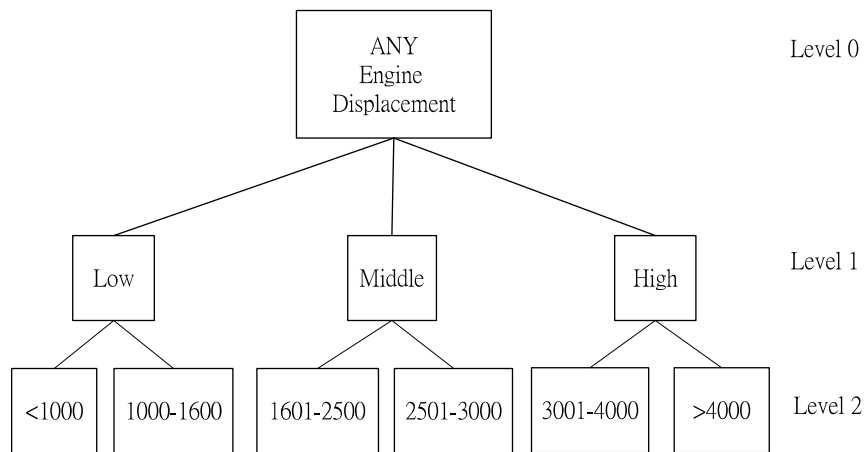 ANY
Engine
Displacement
Level 0
Low
Middle
High
Level 1
<1000
1000-1600
1601-2500
2501-3000
3001-4000
>4000
Level 2